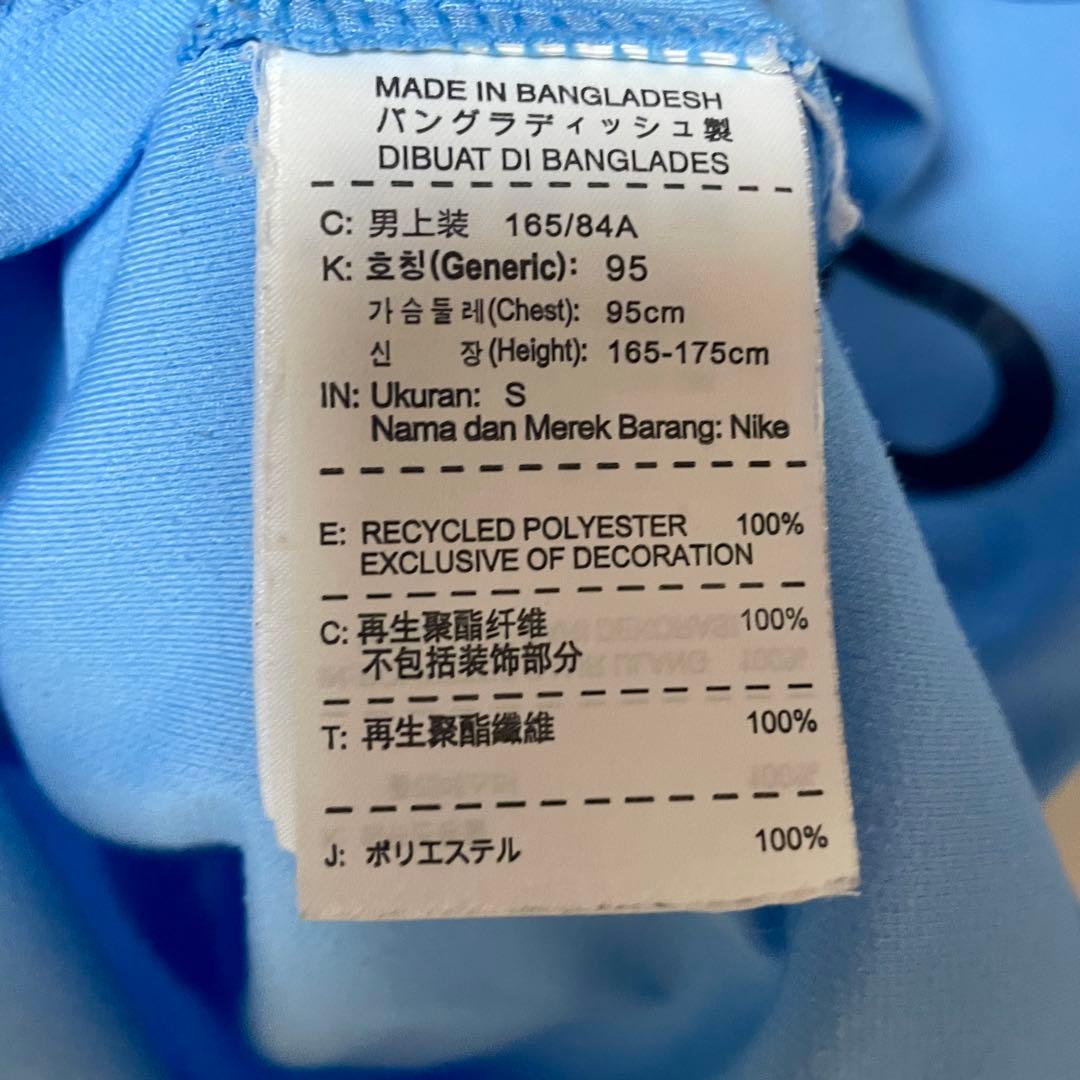 MADE IN BANGLADESH
バングラディッシュ製
DIBUAT DI BANGLADES
C: 男上装 165/84A
K: 호칭(Generic): 95
가슴둘레(Chest): 95cm
신 장(Height): 165-175cm
IN: Ukuran: S
Nama dan Merek Barang: Nike
E: RECYCLED POLYESTER 100%
EXCLUSIVE OF DECORATION
C: 再生聚酯纤维 100%
不包括装饰部分
T: 再生聚酯纖維 100%
J: ポリエステル 100%